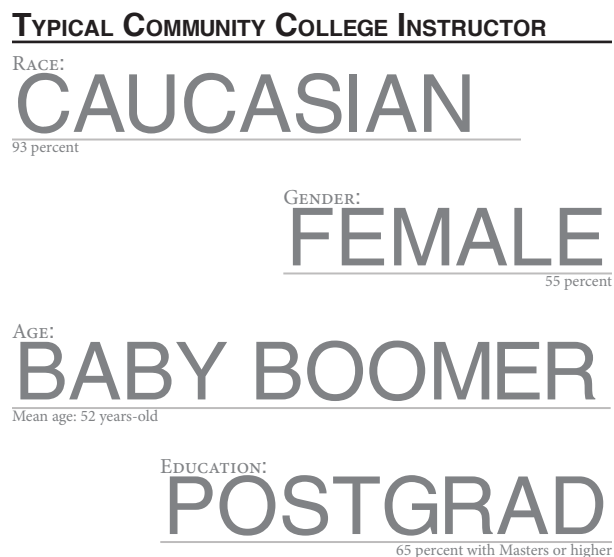 Typical Community College Instructor
Race:
CAUCASIAN
93 percent
Gender:
FEMALE
55 percent
Age:
BABY BOOMER
Mean age: 52 years-old
Education:
POSTGRAD
65 percent with Masters or higher